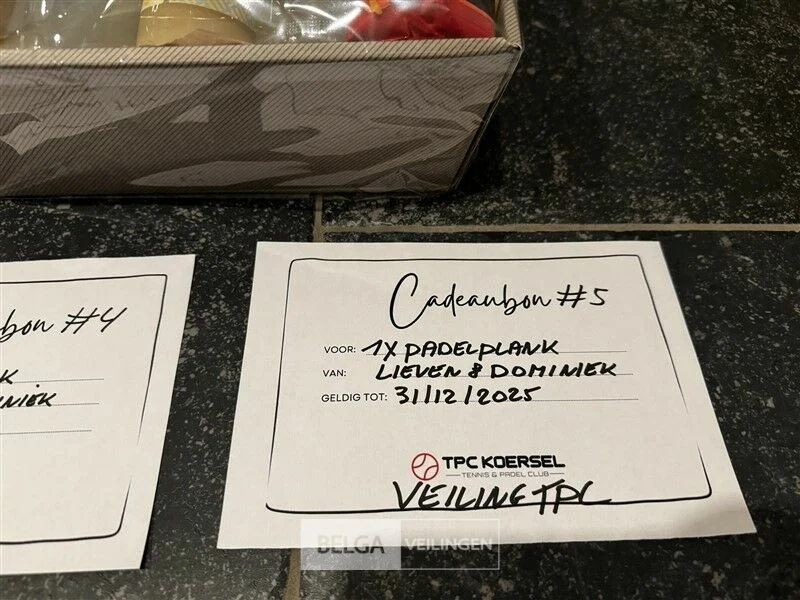 bon #4
K
INIEK
Cadeaubon #5
VOOR: 1X PADELPLANK
VAN: LIEVEN & DOMINIEK
GELDIG TOT: 31/12/2025
TPC KOERSEL
TENNIS & PADEL CLUB
VEILING TPC
BELGA VEILINGEN